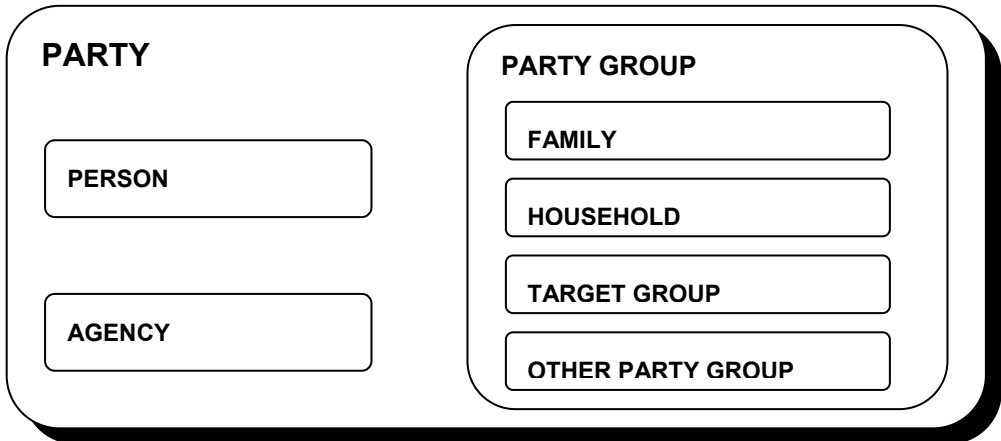 PARTY
PERSON
AGENCY
PARTY GROUP
FAMILY
HOUSEHOLD
TARGET GROUP
OTHER PARTY GROUP